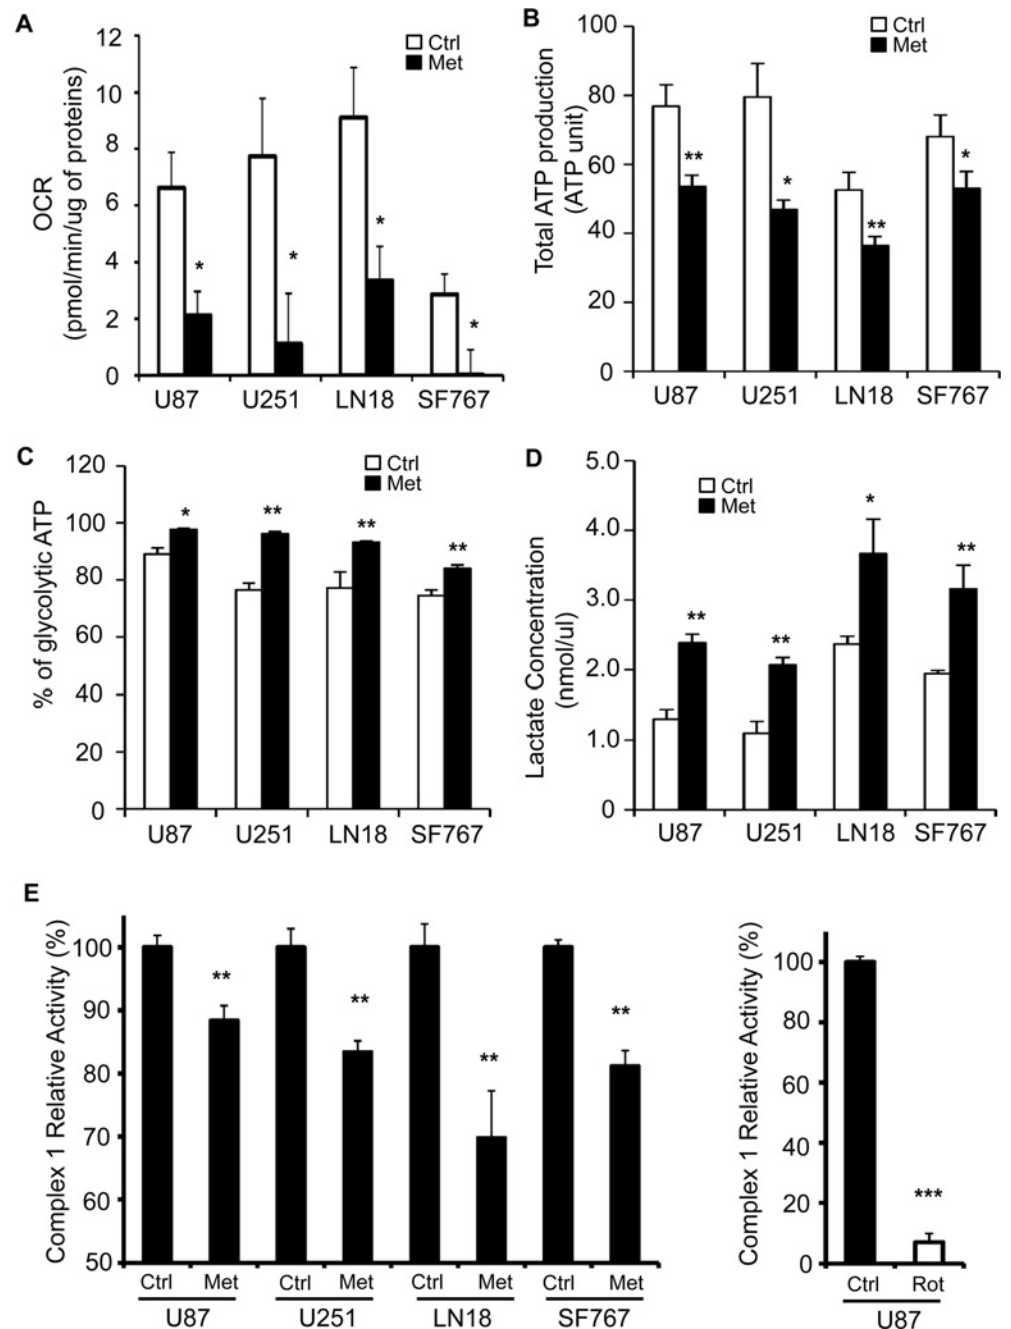 A
12
10
8
6
4
2
0
OCR
(pmol/min/ug of proteins)
Ctrl
Met
*
*
*
*
U87 U251 LN18 SF767
B
100
80
60
40
20
0
Total ATP production
(ATP unit)
Ctrl
Met
**
*
**
*
U87 U251 LN18 SF767
C
120
100
80
60
40
20
0
% of glycolytic ATP
Ctrl
Met
*
**
**
**
U87 U251 LN18 SF767
D
5.0
4.0
3.0
2.0
1.0
0
Lactate Concentration
(nmol/ul)
Ctrl
Met
**
**
*
**
U87 U251 LN18 SF767
E
Complex 1 Relative Activity (%)
100
90
80
70
60
50
**
**
**
**
Ctrl Met Ctrl Met Ctrl Met Ctrl Met
U87 U251 LN18 SF767
Complex 1 Relative Activity (%)
100
80
60
40
20
0
***
Ctrl Rot
U87